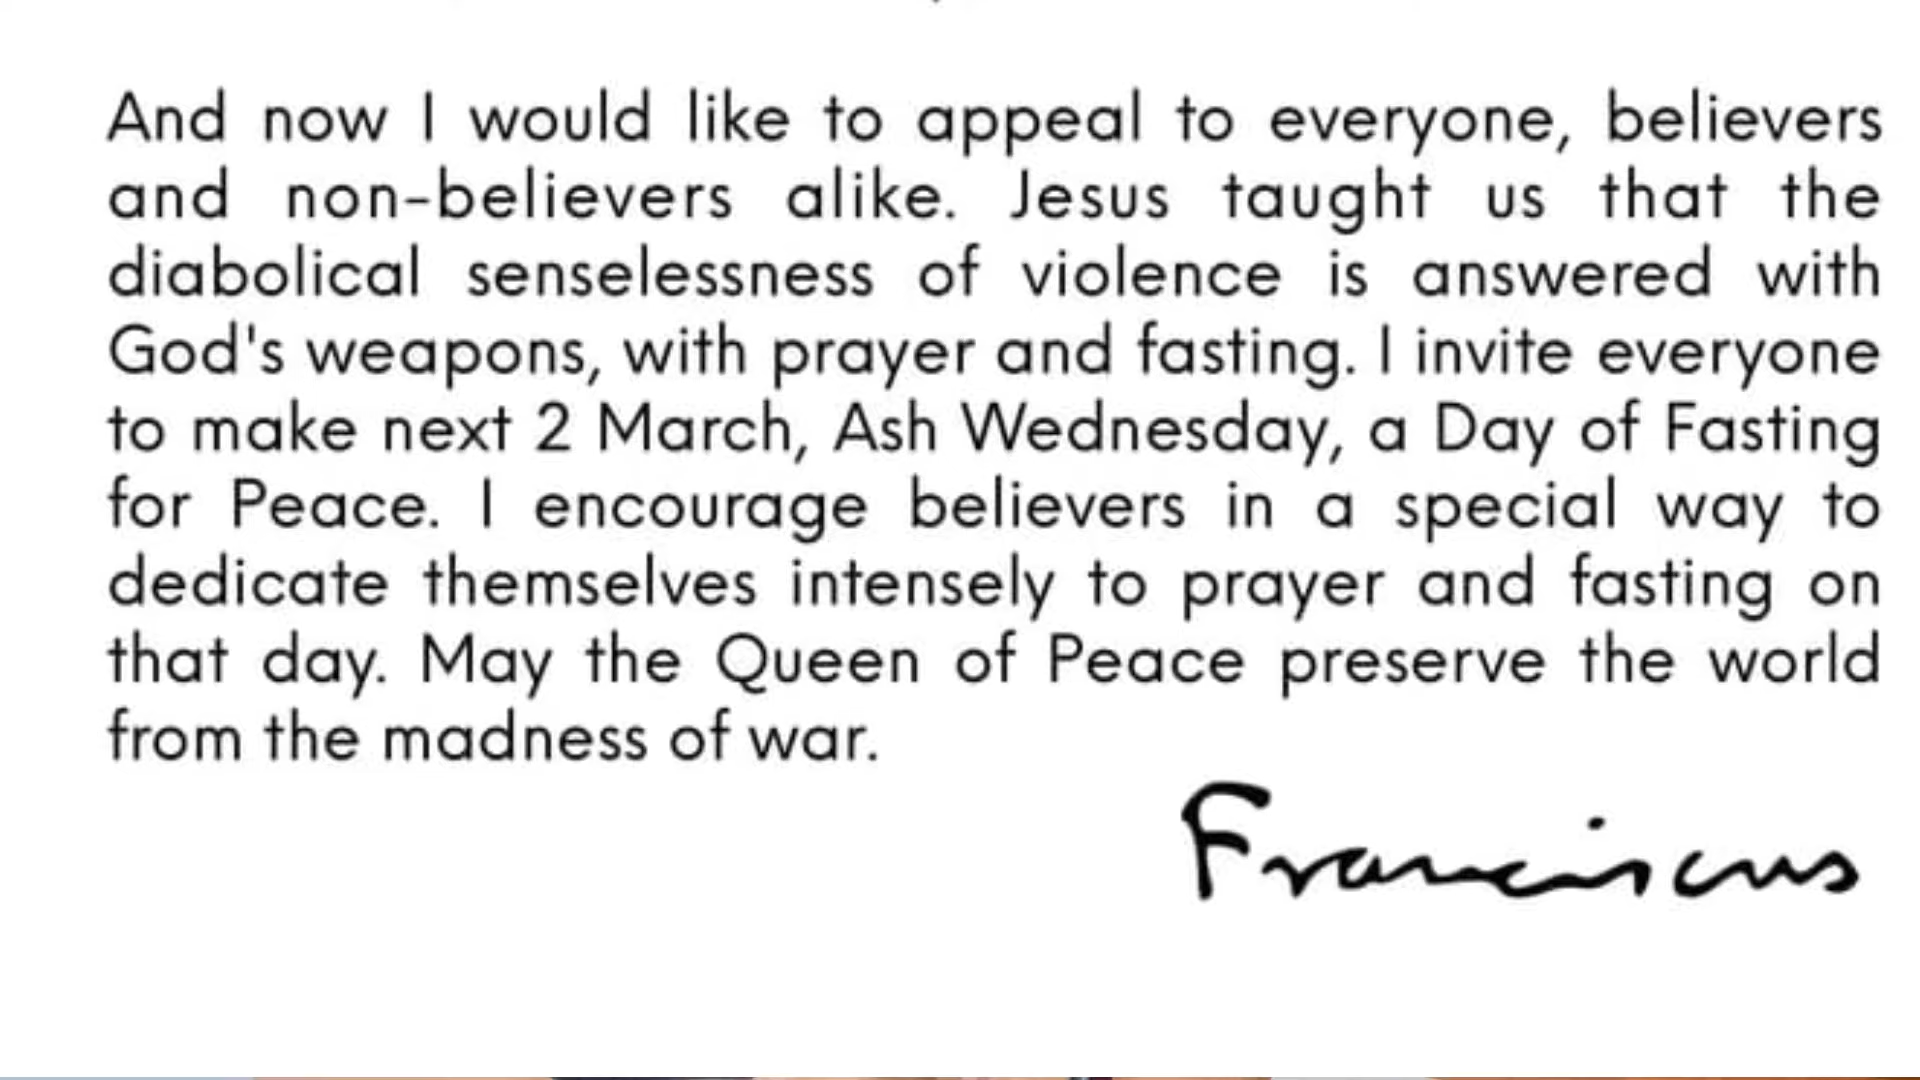 And now I would like to appeal to everyone, believers
and non-believers alike. Jesus taught us that the
diabolical senselessness of violence is answered with
God's weapons, with prayer and fasting. I invite everyone
to make next 2 March, Ash Wednesday, a Day of Fasting
for Peace. I encourage believers in a special way to
dedicate themselves intensely to prayer and fasting on
that day. May the Queen of Peace preserve the world
from the madness of war.
Franciscus